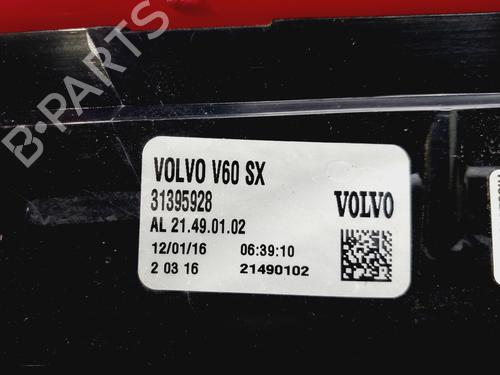 B-PARTS
VOLVO V60 SX
31395928
VOLVO
AL 21.49.01.02
12/01/16 06:39:10
2 03 16 21490102